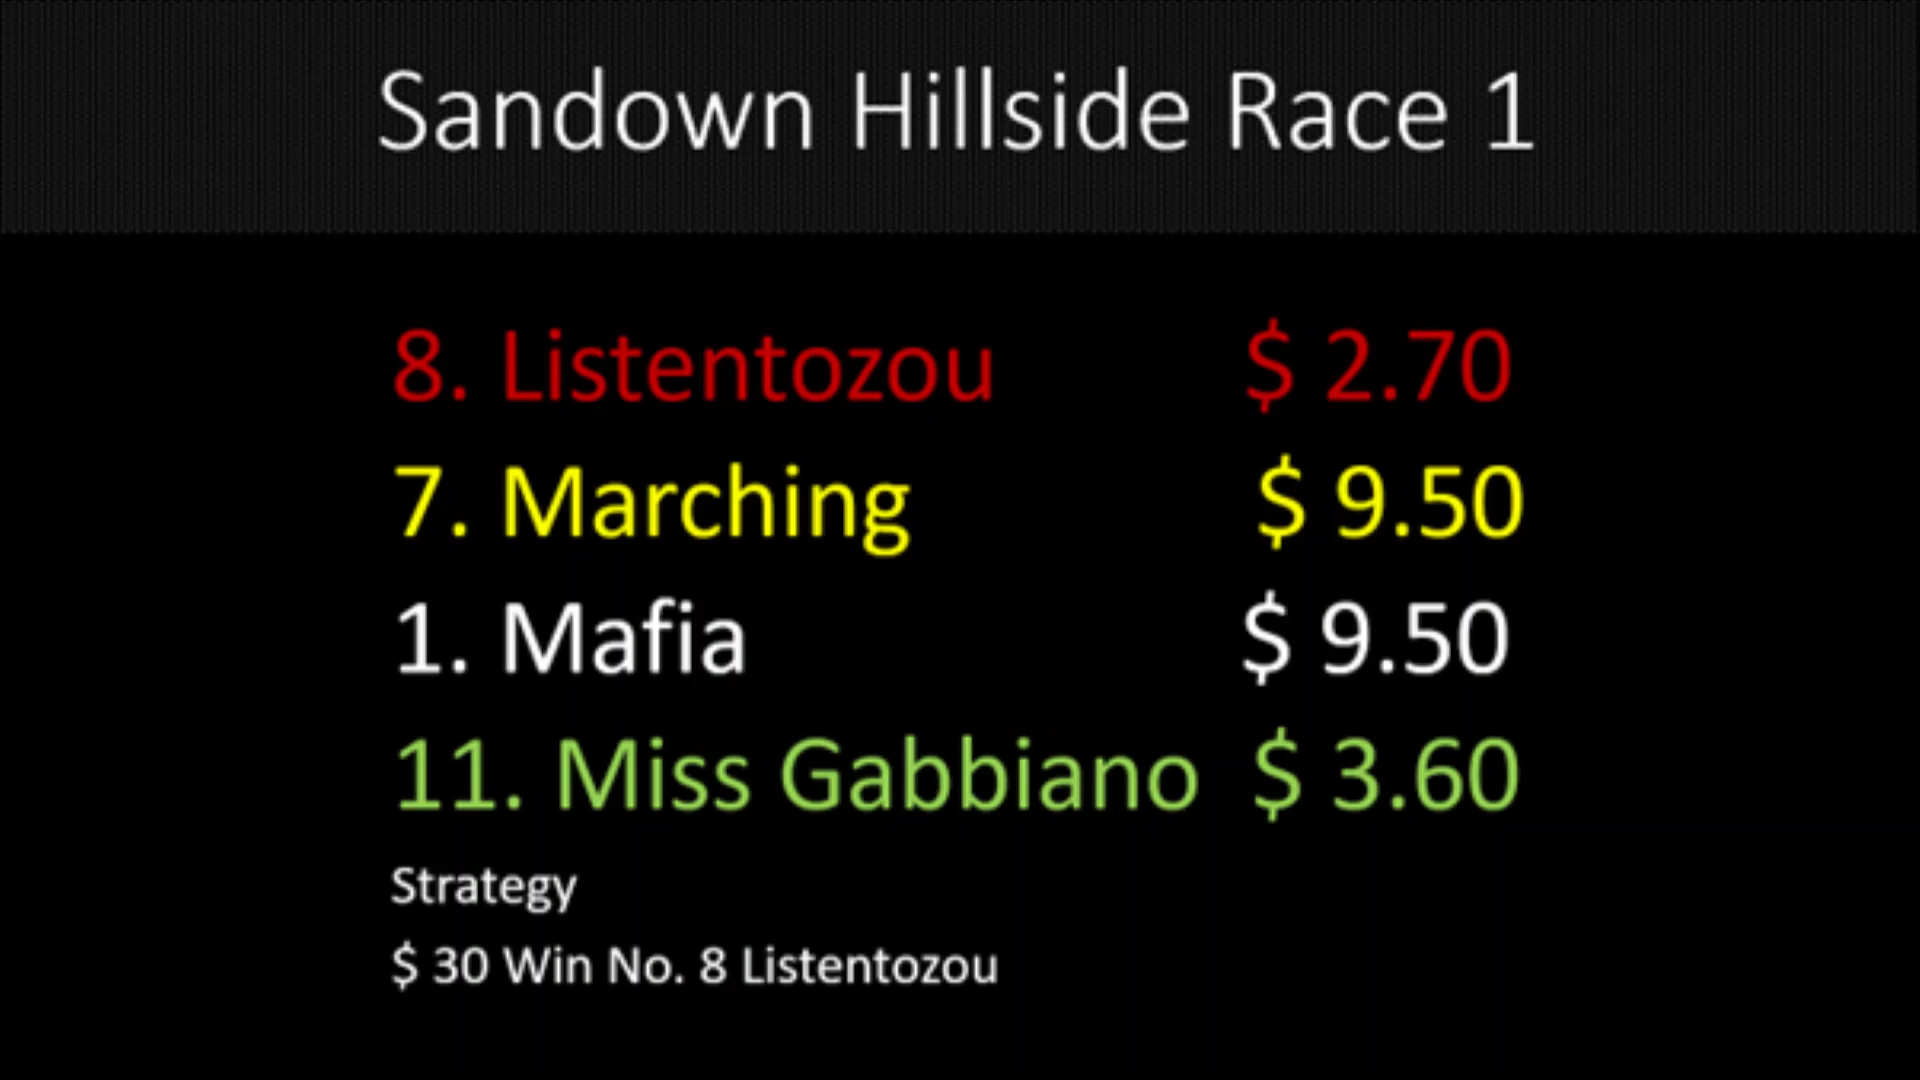 Sandown Hillside Race 1
8. Listentozou $ 2.70
7. Marching $ 9.50
1. Mafia $ 9.50
11. Miss Gabbiano $ 3.60
Strategy
$ 30 Win No. 8 Listentozou